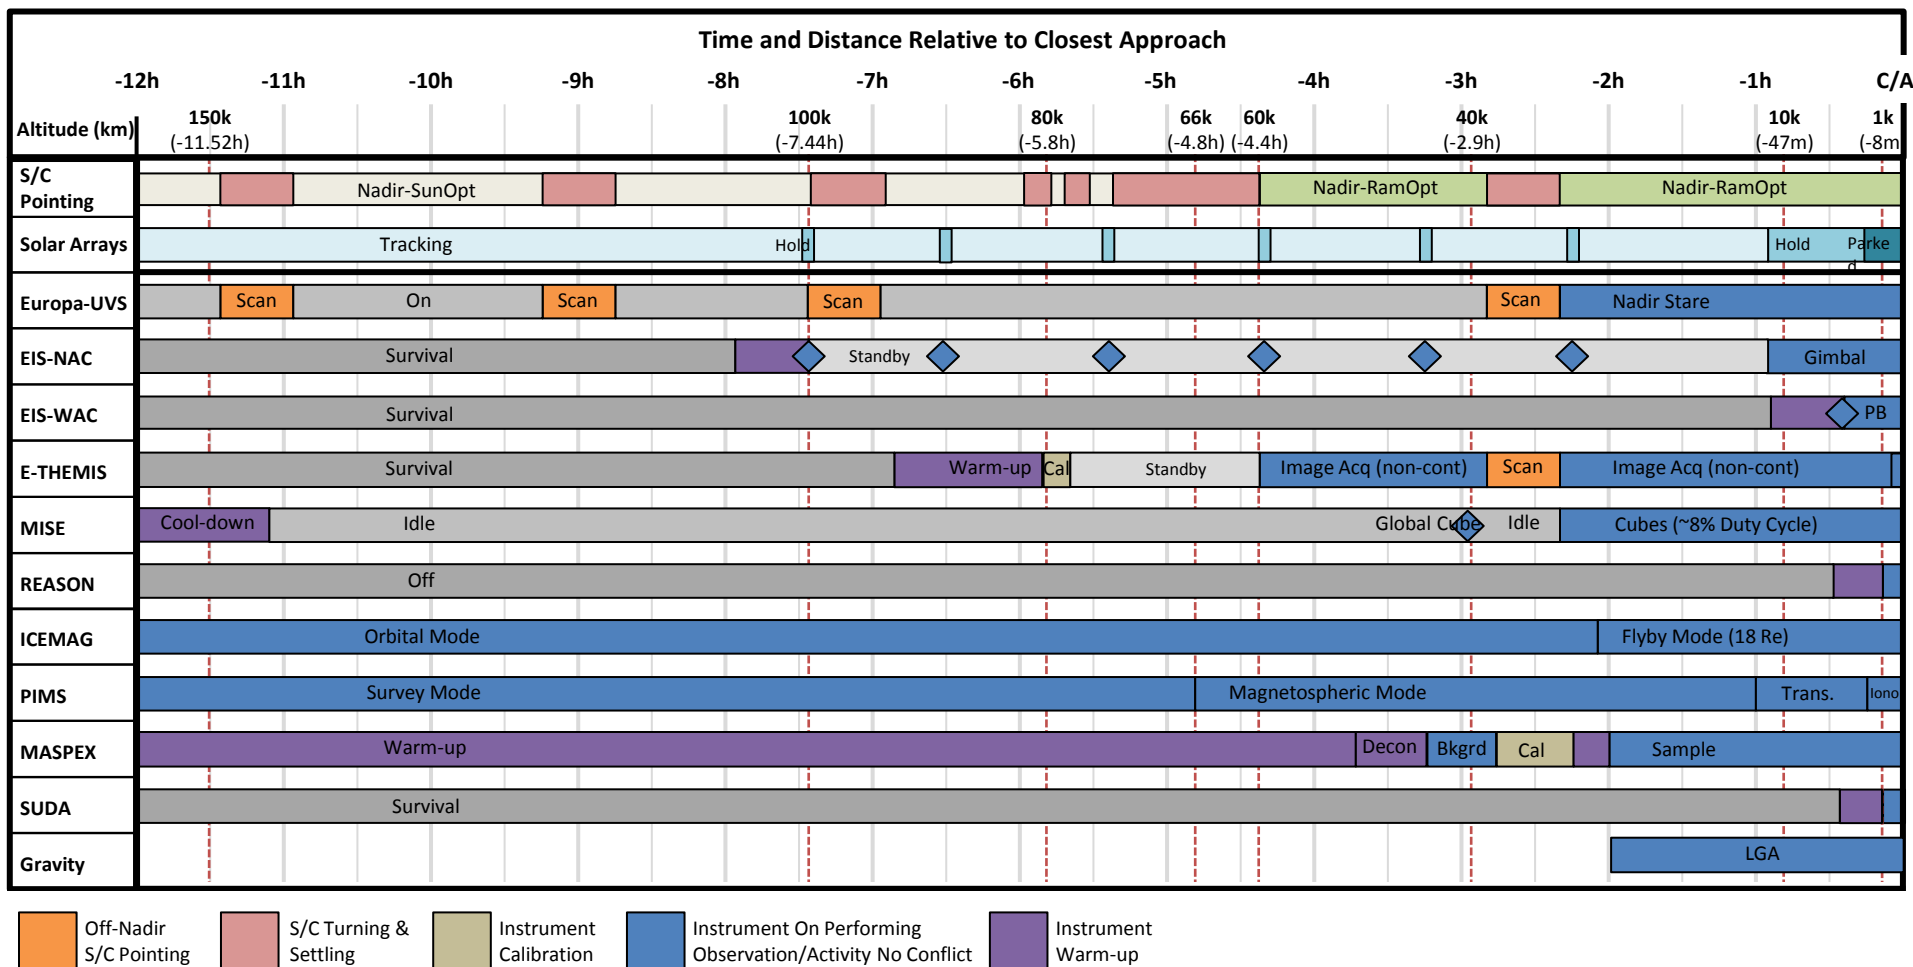 Time and Distance Relative to Closest Approach
-12h -11h -10h -9h -8h -7h -6h -5h -4h -3h -2h -1h C/A
Altitude (km) 150k 100k 80k 66k 60k 40k 10k 1k
(-11.52h) (-7.44h) (-5.8h) (-4.8h) (-4.4h) (-2.9h) (-47m) (-8m
S/C
Pointing
Nadir-SunOpt Nadir-RamOpt Nadir-RamOpt
Solar Arrays Tracking Hold Hold Parke
d
Europa-UVS Scan On Scan Scan Scan Nadir Stare
EIS-NAC Survival Standby Gimbal
EIS-WAC Survival PB
E-THEMIS Survival Warm-up Cal Standby Image Acq (non-cont) Scan Image Acq (non-cont)
MISE Cool-down Idle Global Cube Idle Cubes (~8% Duty Cycle)
REASON Off
ICEMAG Orbital Mode Flyby Mode (18 Re)
PIMS Survey Mode Magnetospheric Mode Trans. Iono
MASPEX Warm-up Decon Bkgrd Cal Sample
SUDA Survival
Gravity LGA
Off-Nadir
S/C Pointing
S/C Turning &
Settling
Instrument
Calibration
Instrument On Performing
Observation/Activity No Conflict
Instrument
Warm-up